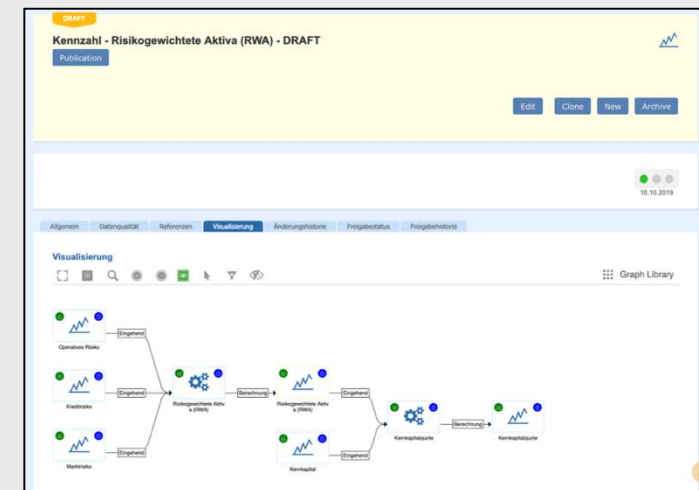 DRAFT
Kennzahl - Risikogewichtete Aktiva (RWA) - DRAFT
Publication
Edit Clone New Archive
16.10.2019
Allgemein Datenqualität Referenzen Visualisierung Änderungshistorie Freigabestatus Freigabehistorie
Visualisierung
Graph Library
Eingehend
Operatives Risiko
Eingehend Berechnung Eingehend
Kreditrisiko
Risikogewichtete Aktiv
a (RWA)
Risikogewichtete Aktiv
a (RWA)
Berechnung
Kernkapitalquote
Kernkapitalquote
Eingehend
Marktrisiko
Eingehend
Kernkapital